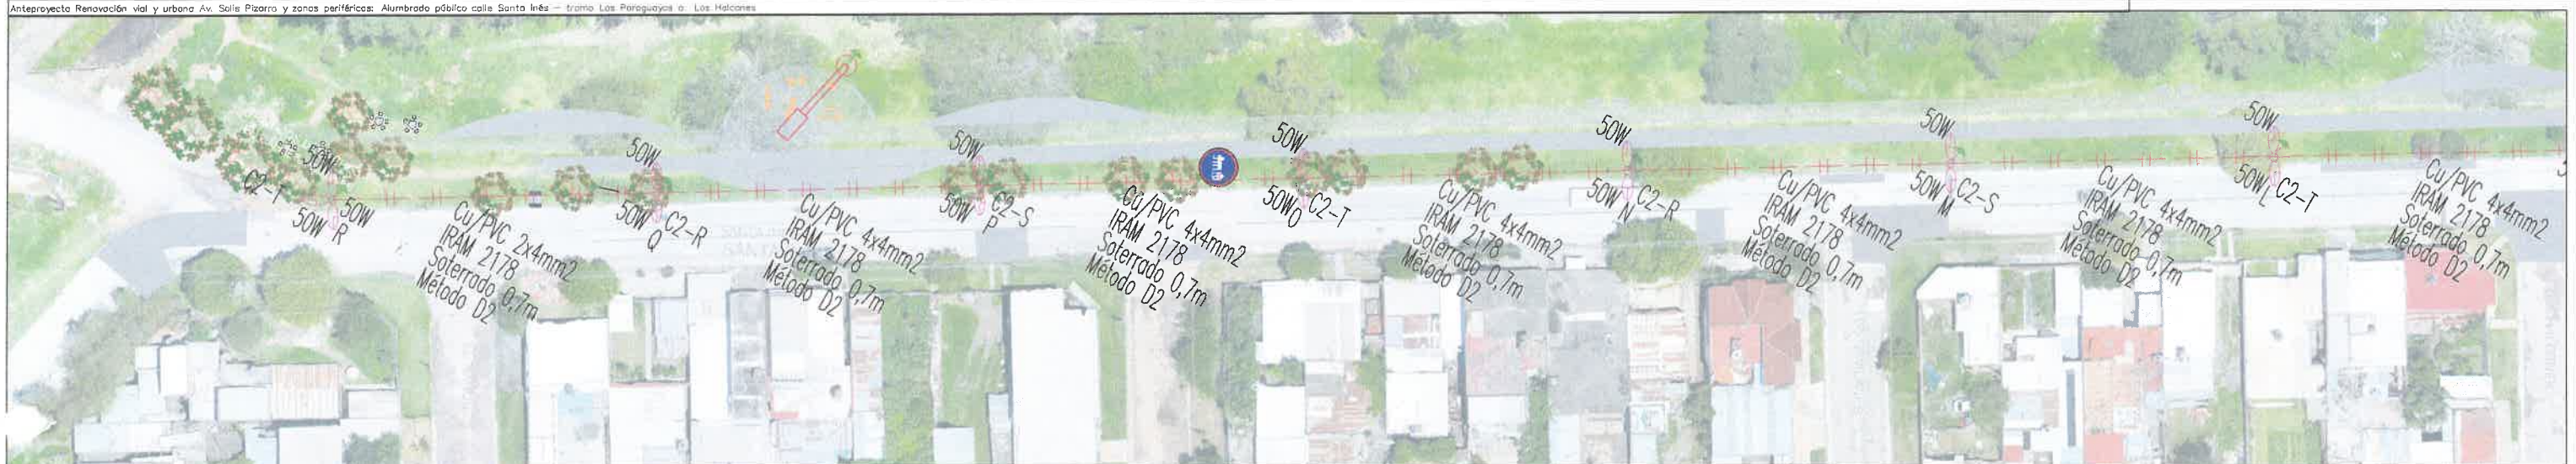 Anteproyecto Renovación vial y urbana Av. Solis Pizarro y zonas periféricas: Alumbrado público calle Santa Inés — tramo Los Paraguayos a Los Halcones
50W
C2-T
50W
50W
R
Cu/PVC 2x4mm2
IRAM 2178
Soterrado 0,7m
Método D2
50W
50W
Q
C2-R
Cu/PVC 4x4mm2
IRAM 2178
Soterrado 0,7m
Método D2
50W
50W
P
C2-S
Cu/PVC 4x4mm2
IRAM 2178
Soterrado 0,7m
Método D2
50W
50W
O
C2-T
Cu/PVC 4x4mm2
IRAM 2178
Soterrado 0,7m
Método D2
50W
50W
N
C2-R
Cu/PVC 4x4mm2
IRAM 2178
Soterrado 0,7m
Método D2
50W
50W
M
C2-S
Cu/PVC 4x4mm2
IRAM 2178
Soterrado 0,7m
Método D2
50W
50W
L
C2-T
Cu/PVC 4x4mm2
IRAM 2178
Soterrado 0,7m
Método D2